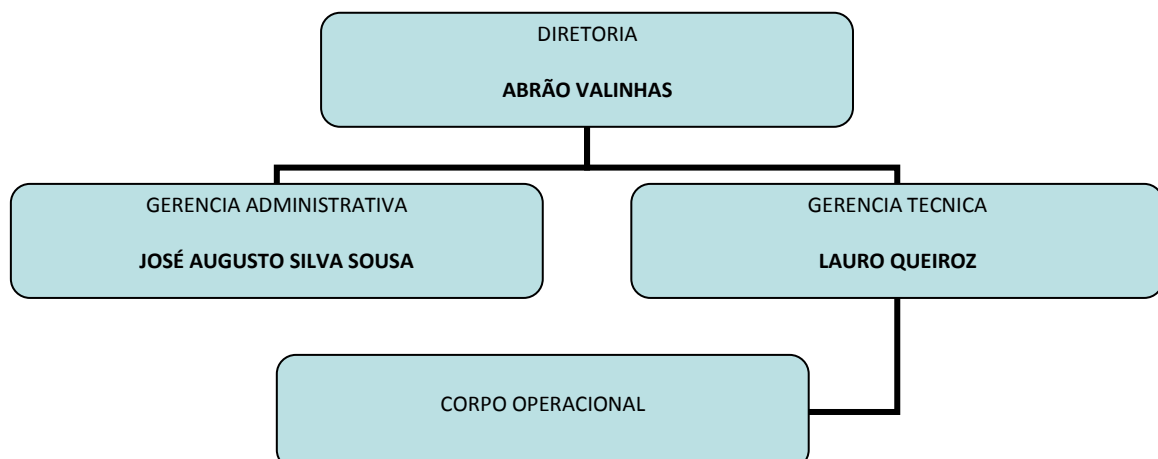 DIRETORIA
ABRÃO VALINHAS
GERENCIA ADMINISTRATIVA
JOSÉ AUGUSTO SILVA SOUSA
GERENCIA TECNICA
LAURO QUEIROZ
CORPO OPERACIONAL